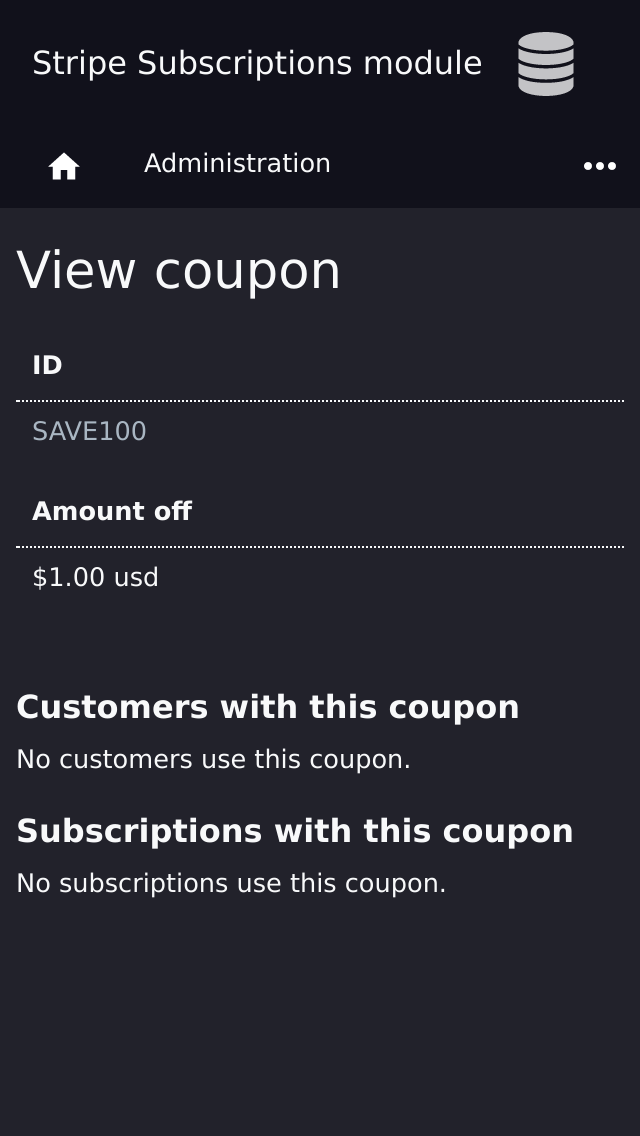 Stripe Subscriptions module
Administration
View coupon
ID
SAVE100
Amount off
$1.00 usd
Customers with this coupon
No customers use this coupon.
Subscriptions with this coupon
No subscriptions use this coupon.